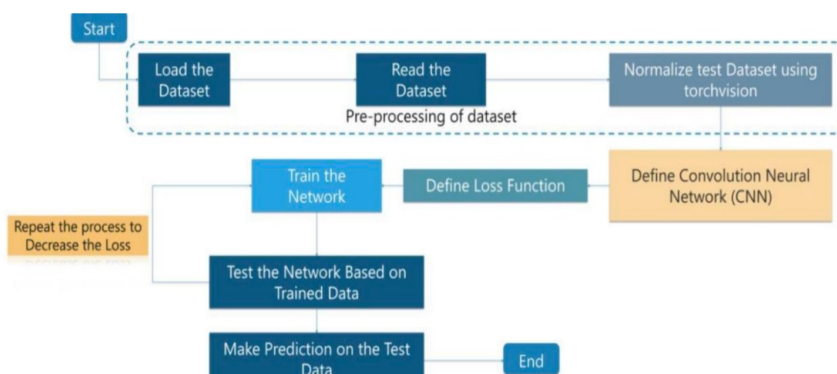 Start
Load the
Dataset
Read the
Dataset
Normalize test Dataset using
torchvision
Pre-processing of dataset
Define Convolution Neural
Network (CNN)
Define Loss Function
Train the
Network
Repeat the process to
Decrease the Loss
Test the Network Based on
Trained Data
Make Prediction on the Test
Data
End